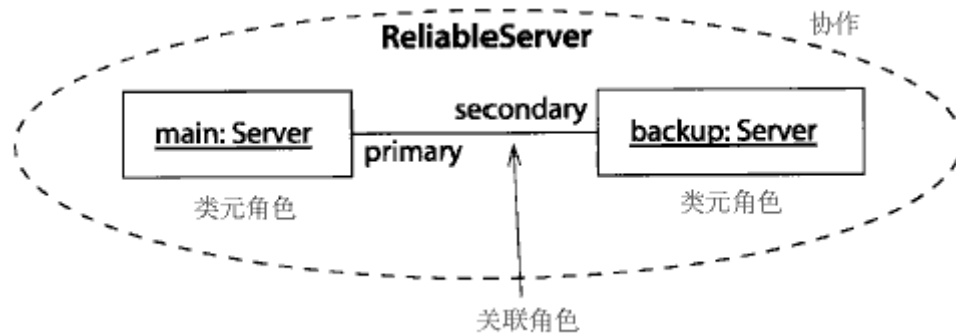 协作
ReliableServer
main: Server
primary
secondary
backup: Server
类元角色
类元角色
关联角色